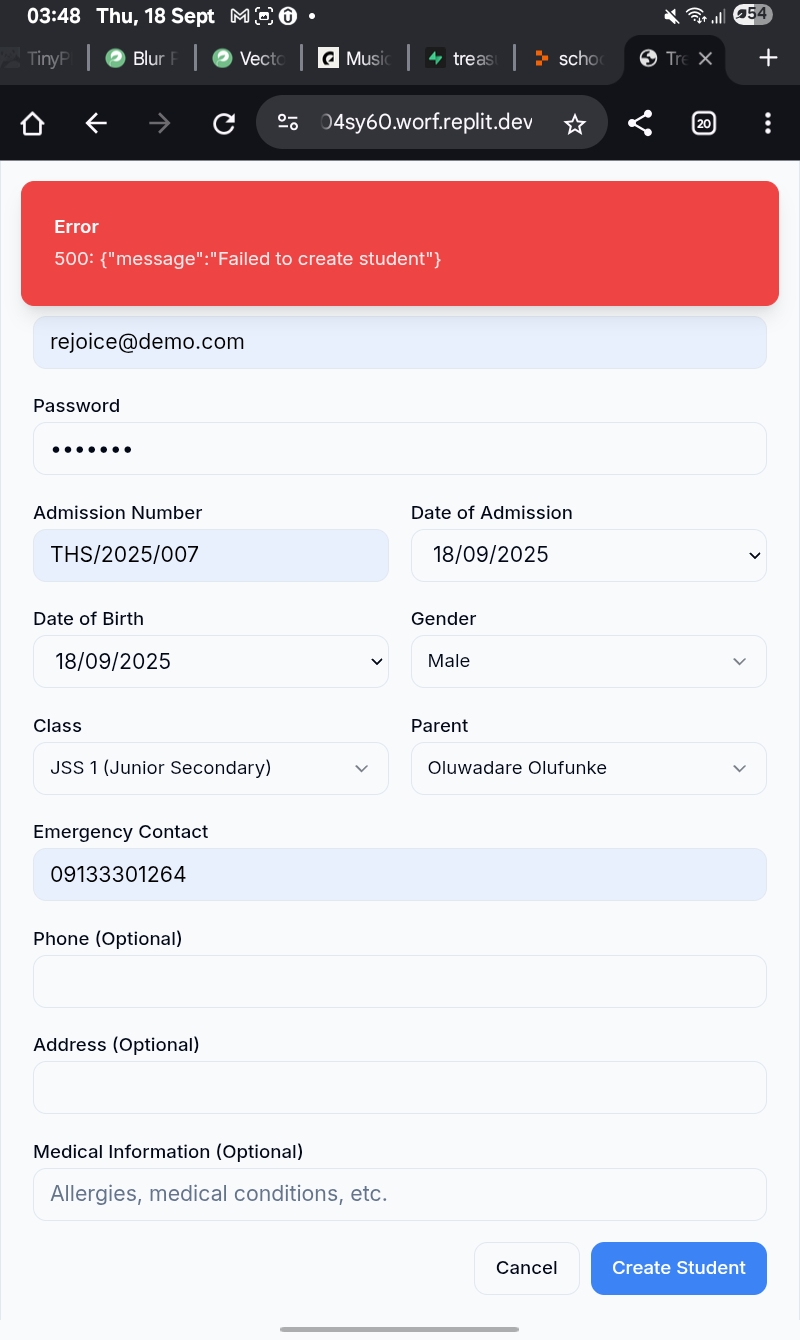 03:48 Thu, 18 Sept 54
TinyP Blur Vecto Music treas scho Tre
04sy60.worf.replit.dev 20
Error
500: {"message":"Failed to create student"}
rejoice@demo.com
Password
•••••••
Admission Number Date of Admission
THS/2025/007 18/09/2025
Date of Birth Gender
18/09/2025 Male
Class Parent
JSS 1 (Junior Secondary) Oluwadare Olufunke
Emergency Contact
09133301264
Phone (Optional)
Address (Optional)
Medical Information (Optional)
Allergies, medical conditions, etc.
Cancel Create Student